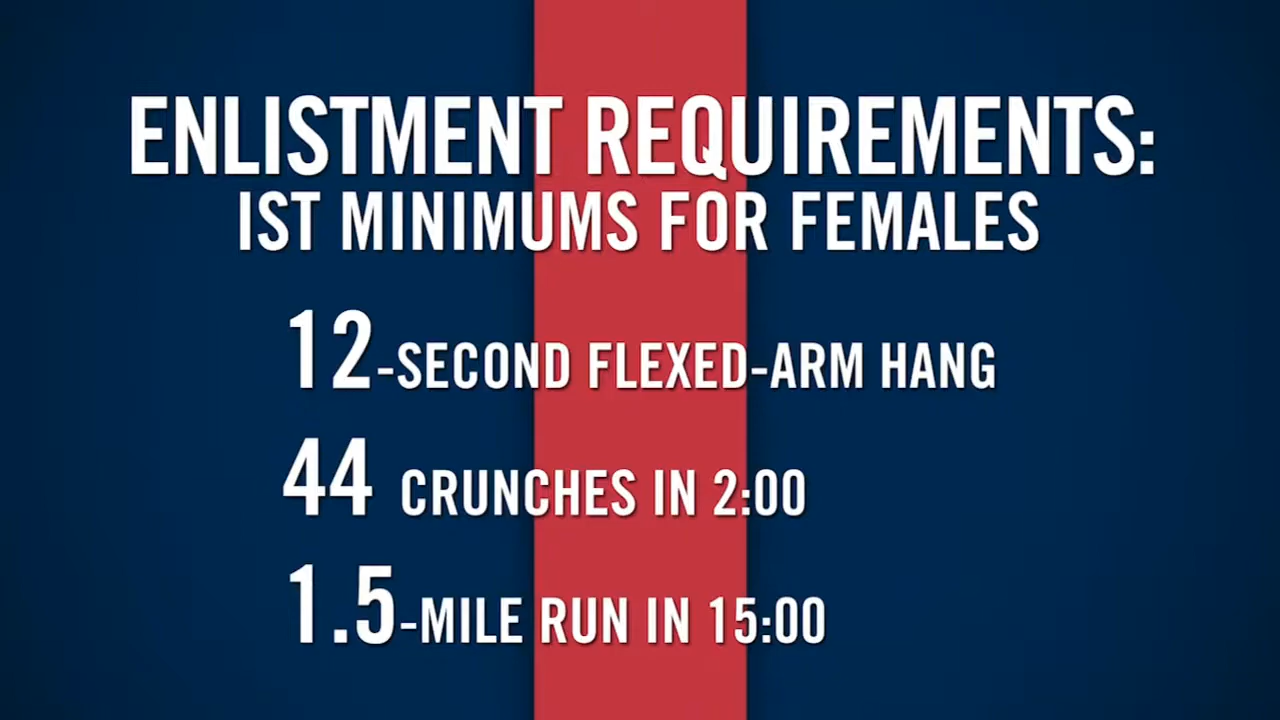 ENLISTMENT REQUIREMENTS:
IST MINIMUMS FOR FEMALES
12-SECOND FLEXED-ARM HANG
44 CRUNCHES IN 2:00
1.5-MILE RUN IN 15:00